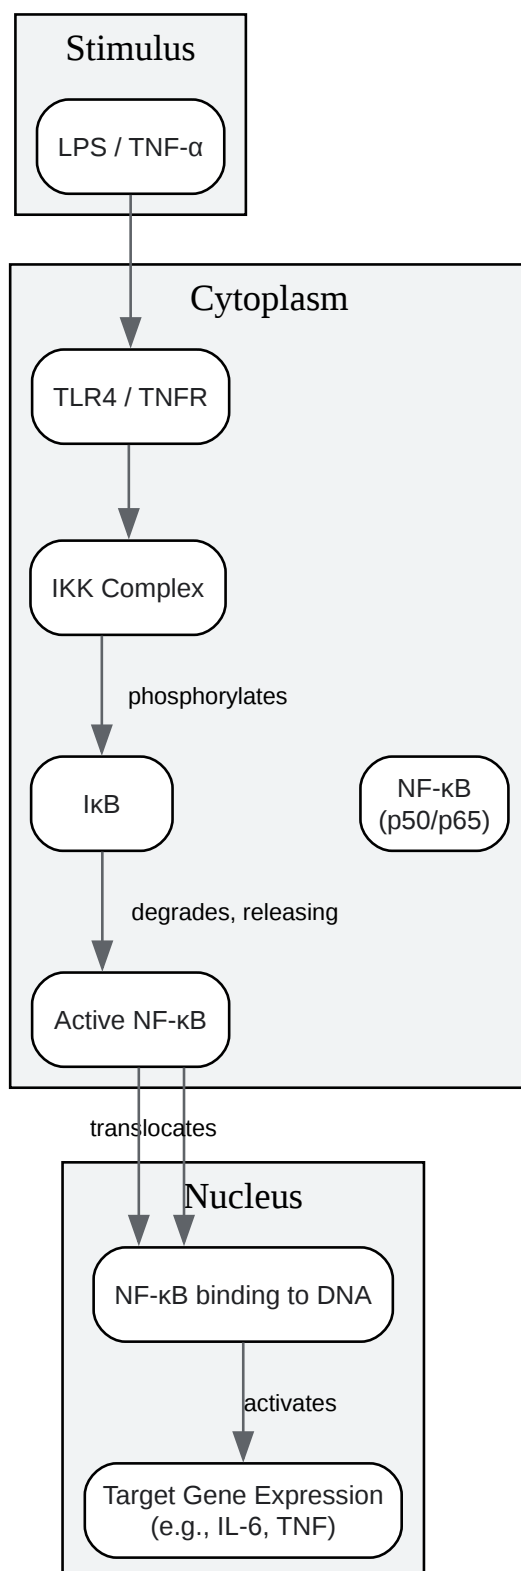 Stimulus
LPS / TNF-α
Cytoplasm
TLR4 / TNFR
IKK Complex
phosphorylates
IκB
NF-κB
(p50/p65)
degrades, releasing
Active NF-κB
translocates
Nucleus
NF-κB binding to DNA
activates
Target Gene Expression
(e.g., IL-6, TNF)